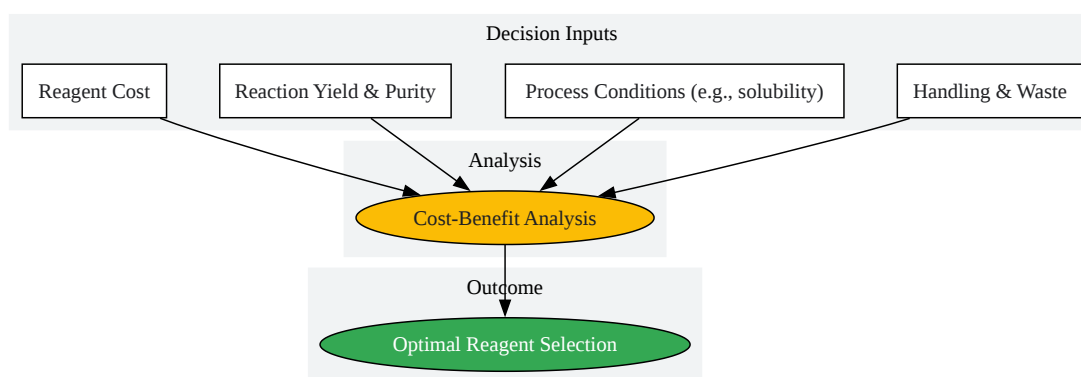 Decision Inputs
Reagent Cost
Reaction Yield & Purity
Process Conditions (e.g., solubility)
Handling & Waste
Analysis
Cost-Benefit Analysis
Outcome
Optimal Reagent Selection